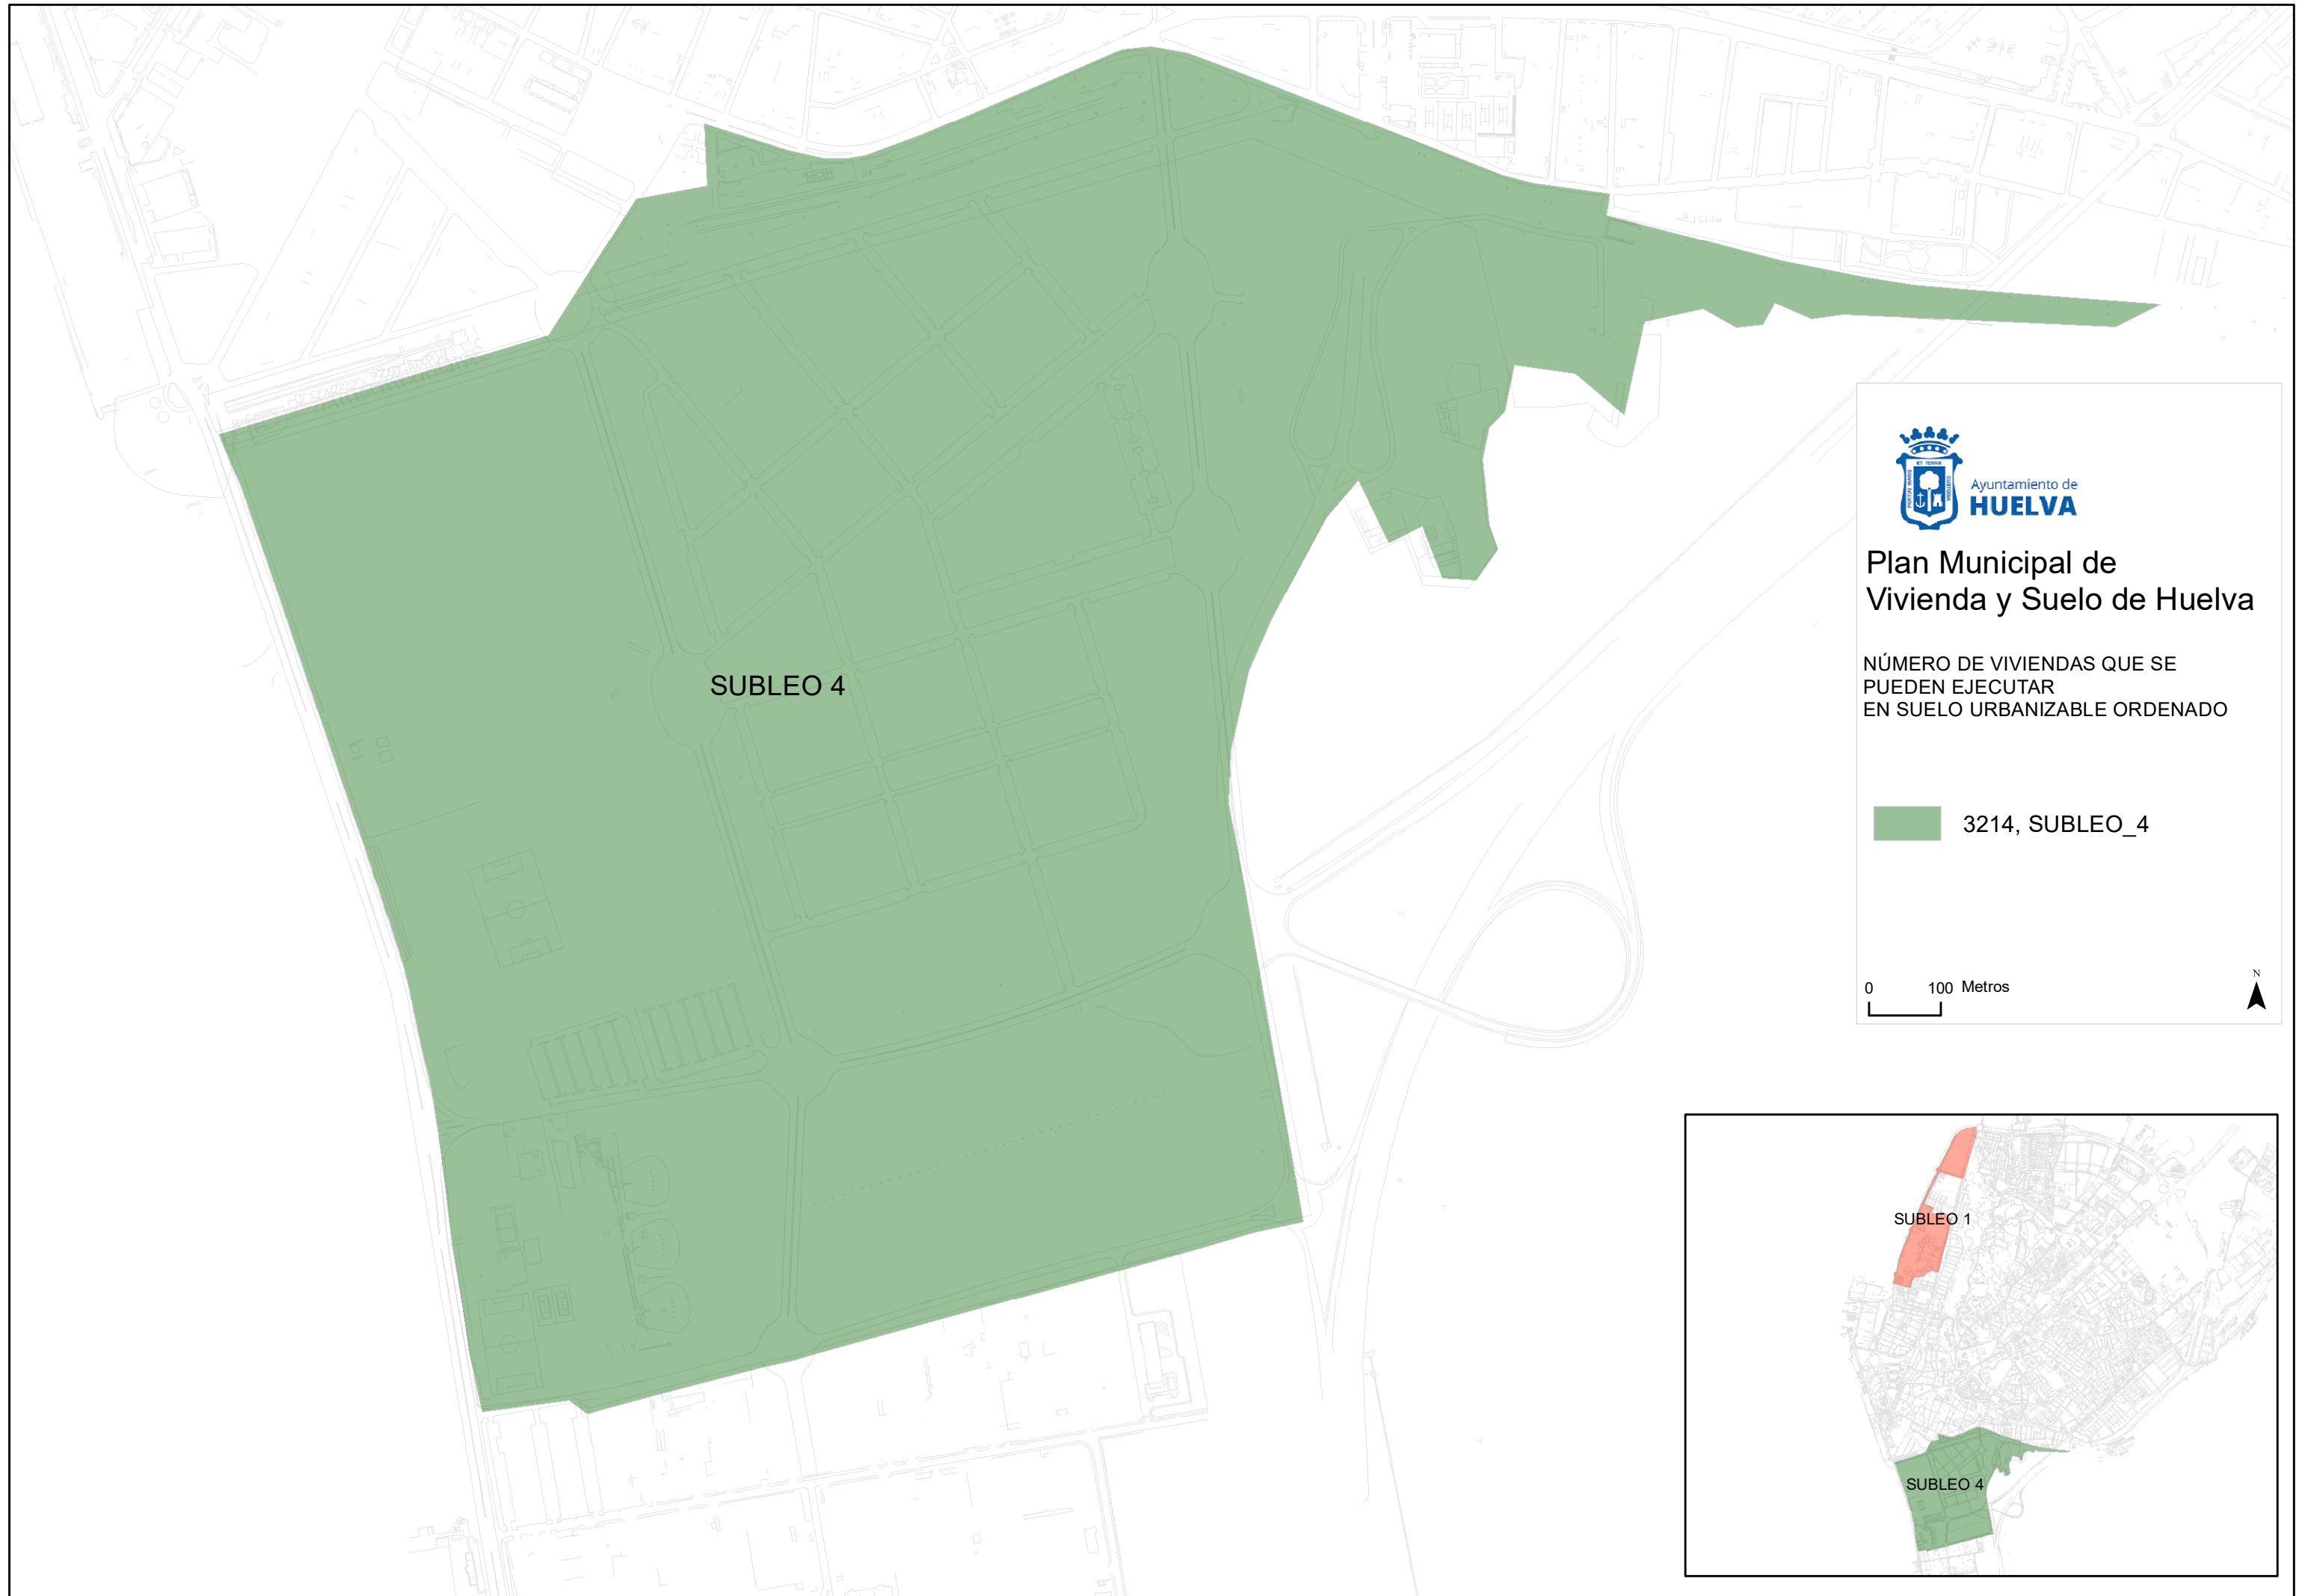 SUBLEO 4
Ayuntamiento de
HUELVA
Plan Municipal de
Vivienda y Suelo de Huelva
NÚMERO DE VIVIENDAS QUE SE
PUEDEN EJECUTAR
EN SUELO URBANIZABLE ORDENADO
3214, SUBLEO_4
0 100 Metros
N
SUBLEO 1
SUBLEO 4